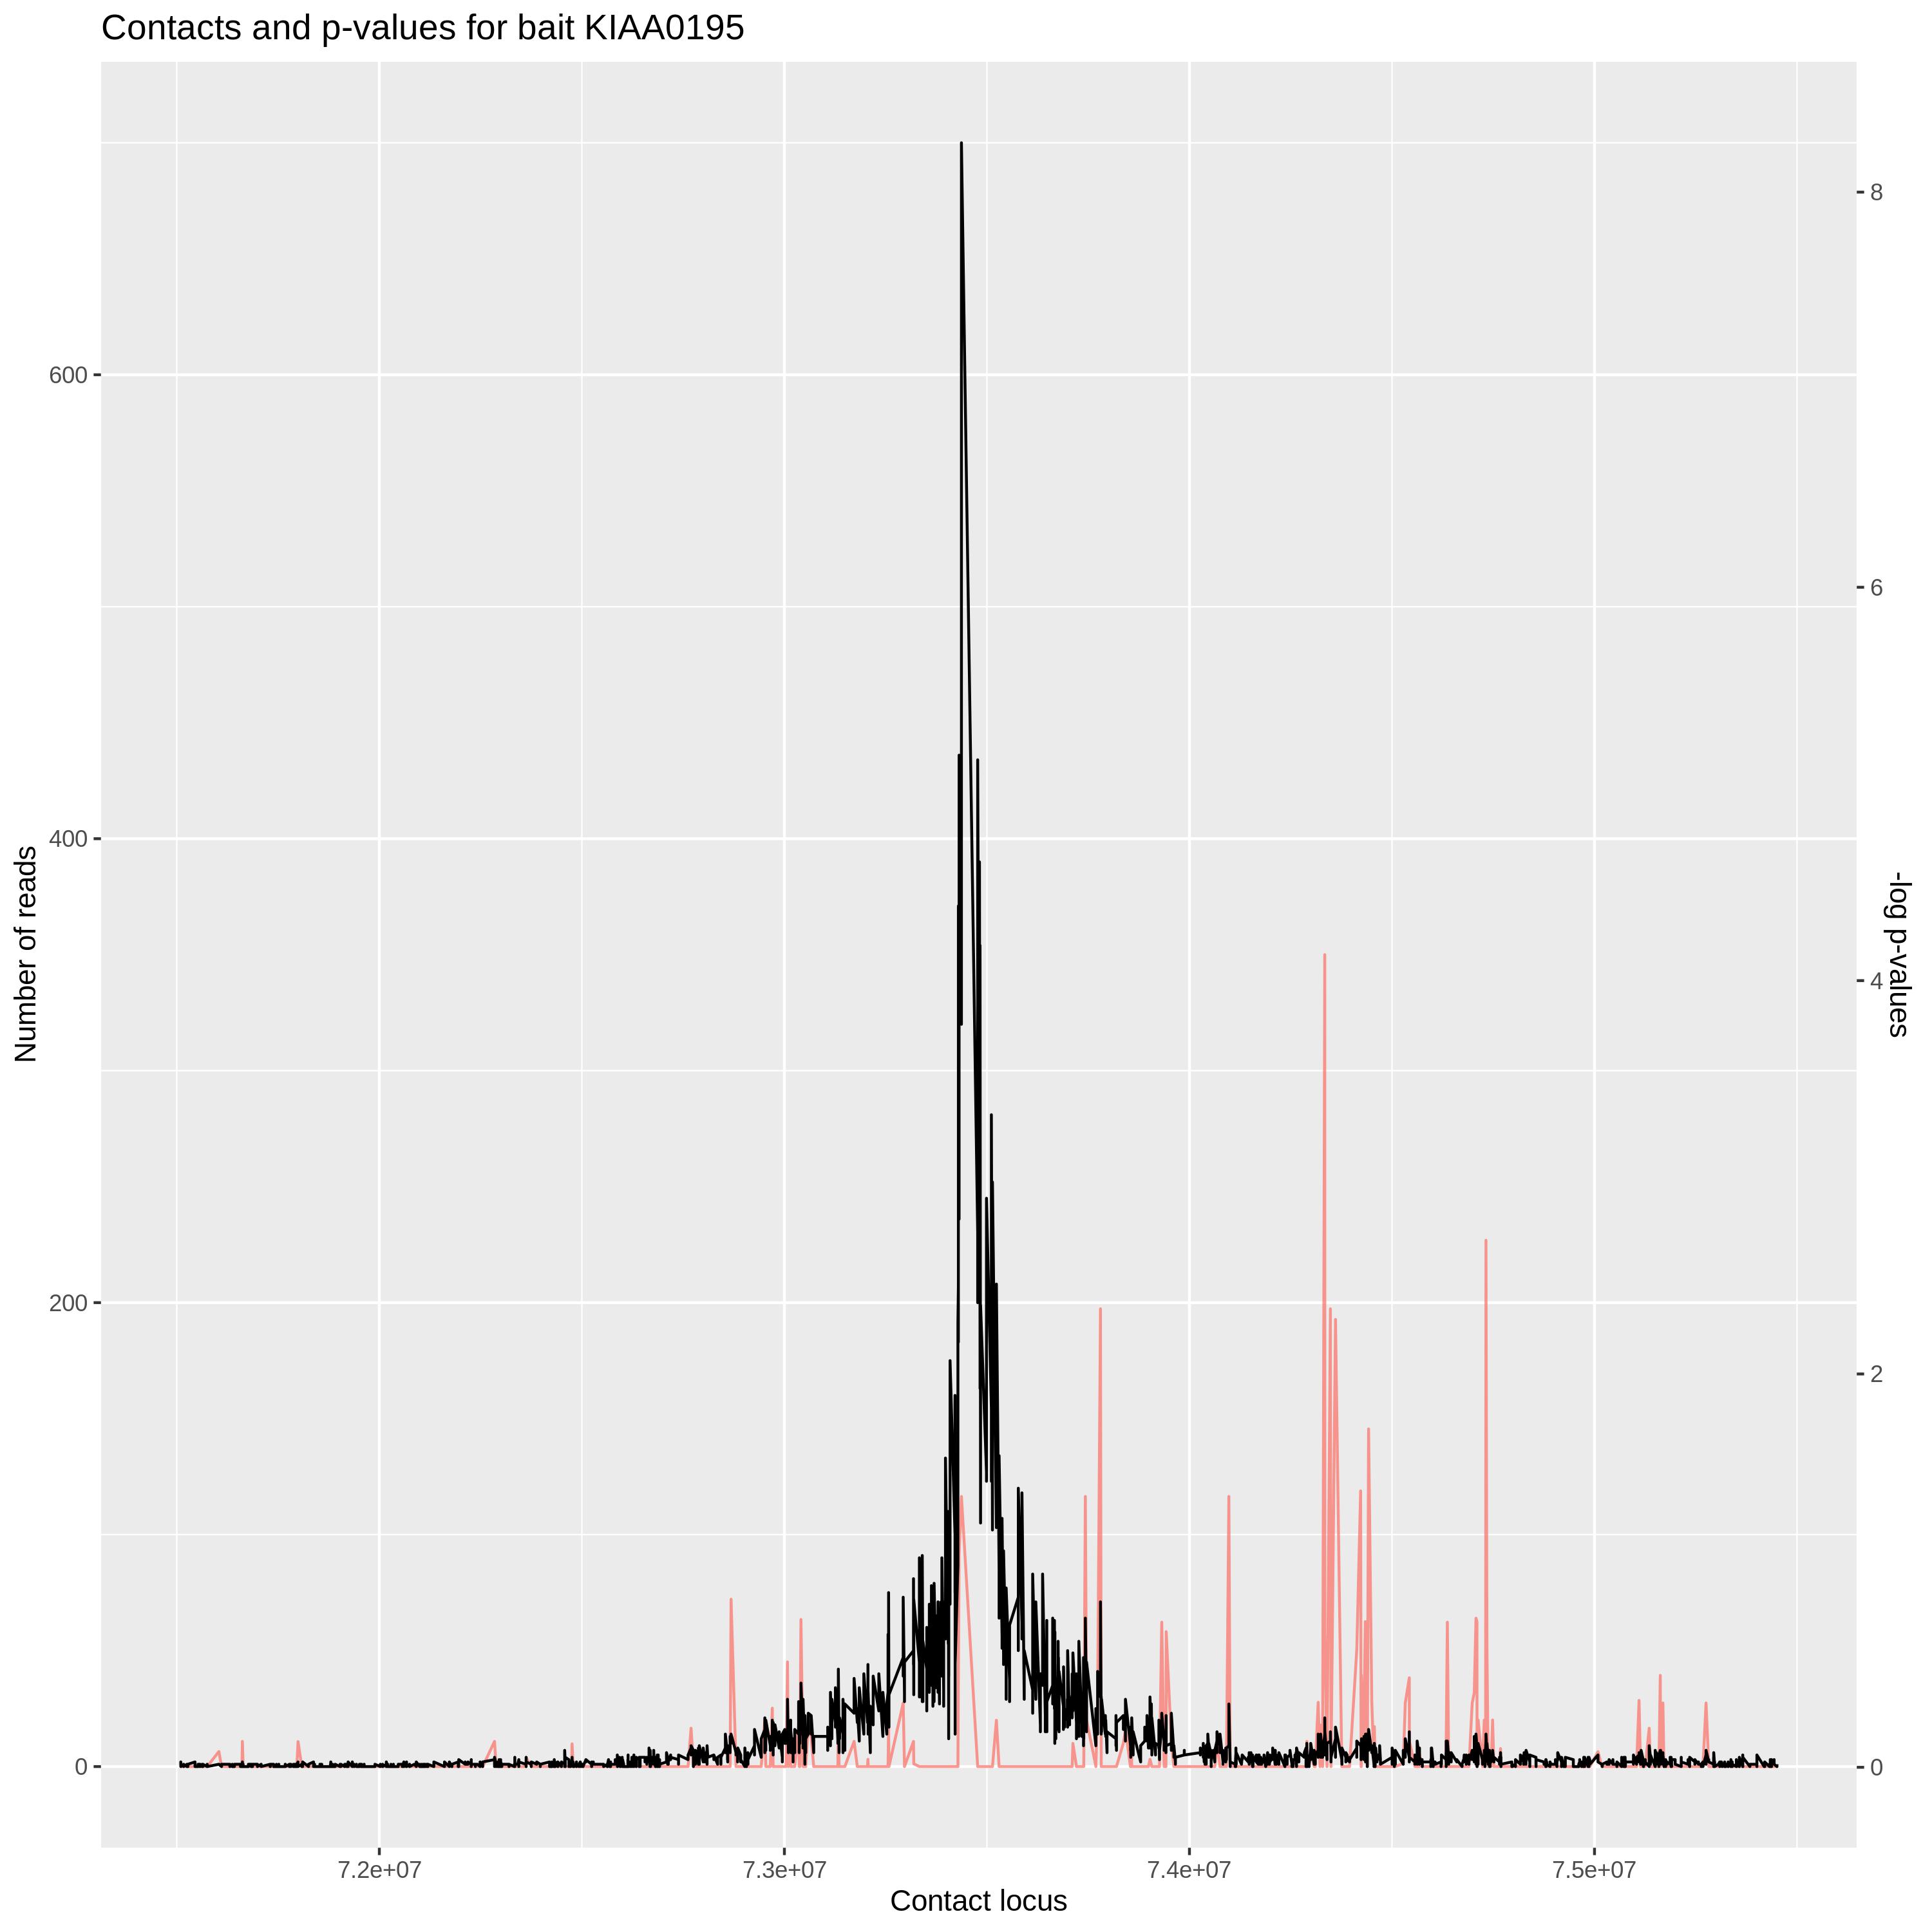 Contacts and p-values for bait KIAA0195
Number of reads
600
400
200
0
8
6
4
2
0
-log p-values
7.2e+07
7.3e+07
7.4e+07
7.5e+07
Contact locus